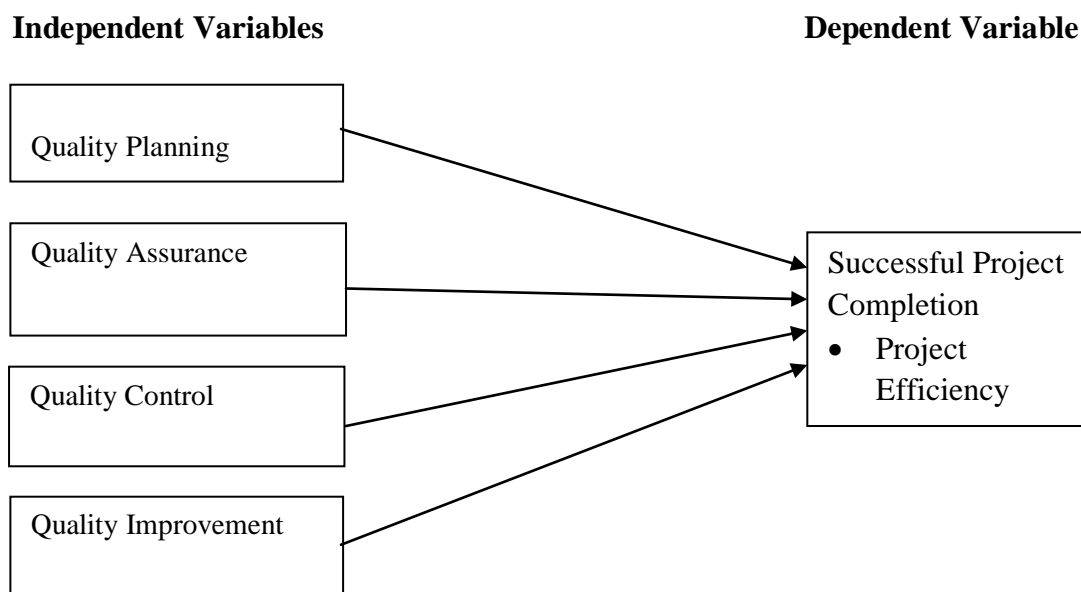 Independent Variables
Dependent Variable
Quality Planning
Quality Assurance
Quality Control
Quality Improvement
Successful Project
Completion
• Project
Efficiency